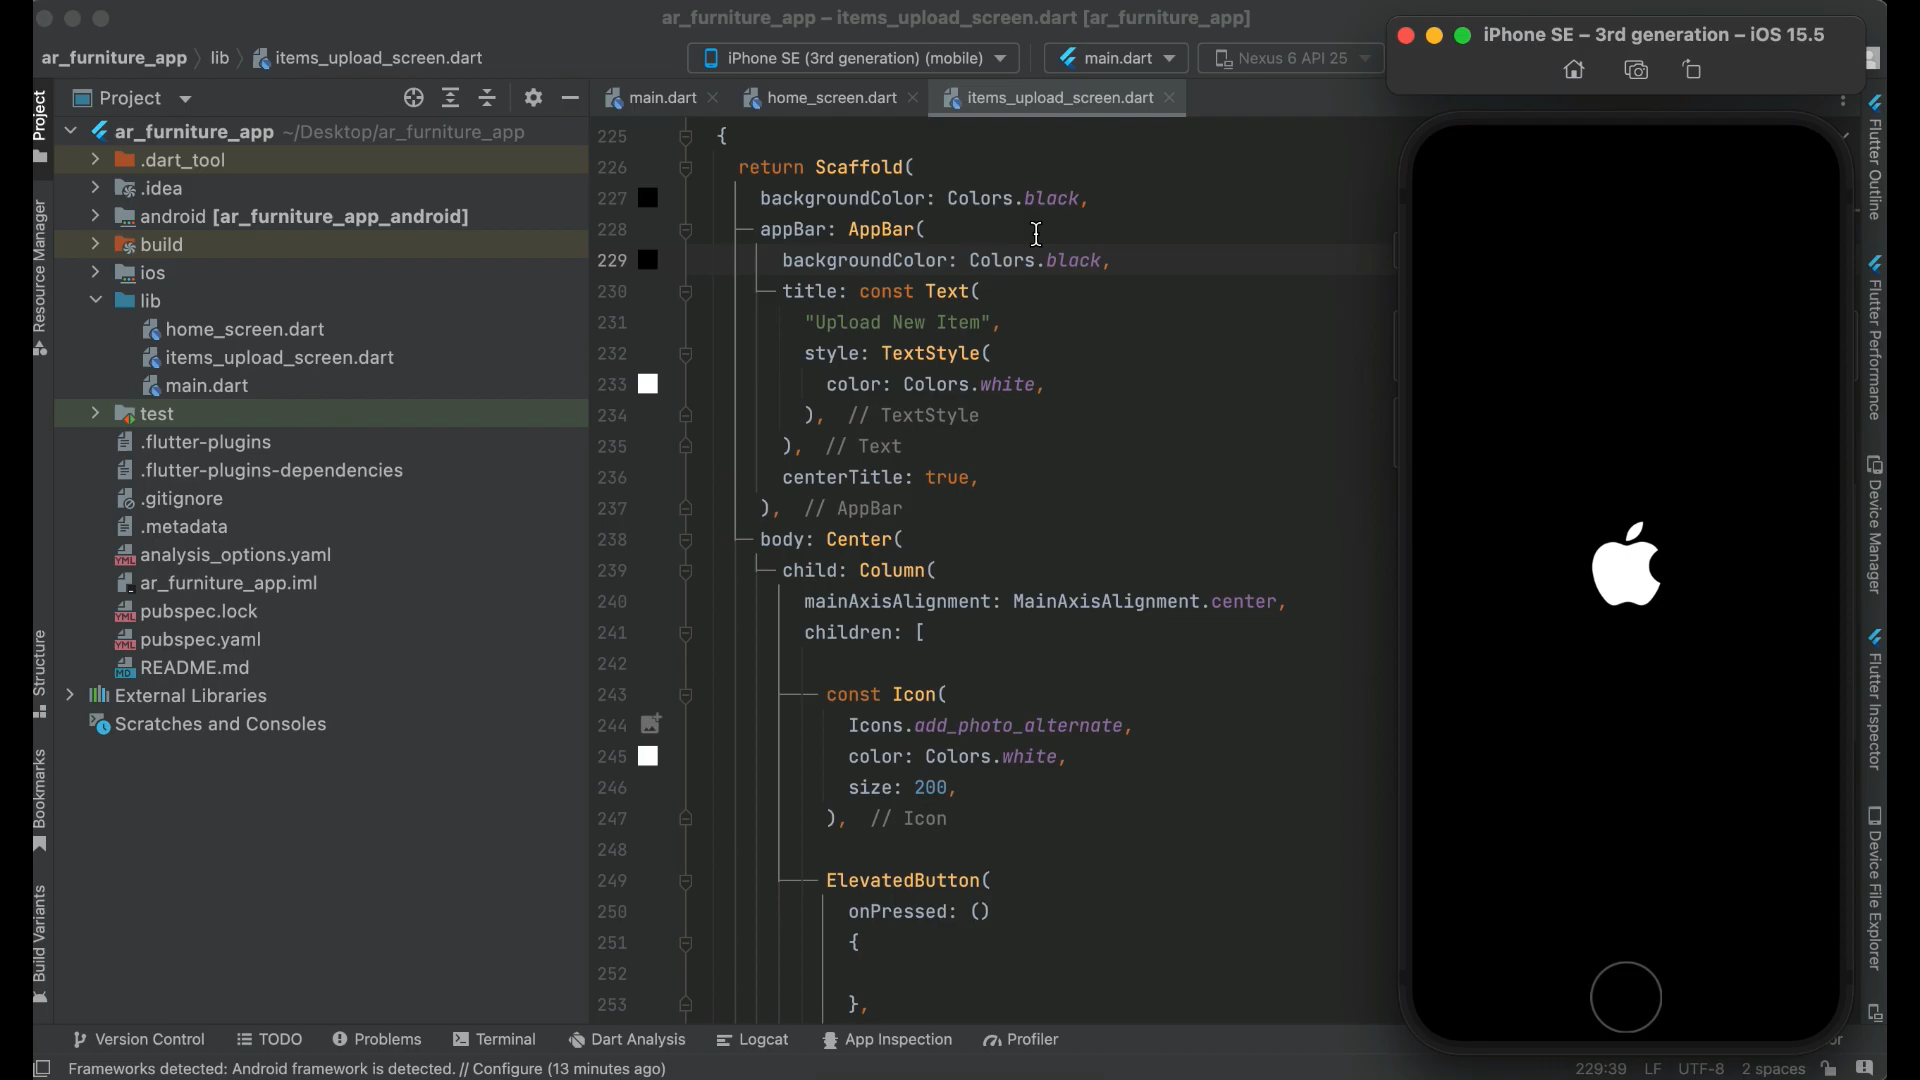 ar_furniture_app – items_upload_screen.dart [ar_furniture_app]
iPhone SE – 3rd generation – iOS 15.5
ar_furniture_app
lib
items_upload_screen.dart
iPhone SE (3rd generation) (mobile)
main.dart
Nexus 6 API 25
Project
main.dart
home_screen.dart
items_upload_screen.dart
Project
Resource Manager
Structure
Bookmarks
Build Variants
ar_furniture_app ~/Desktop/ar_furniture_app
.dart_tool
.idea
android [ar_furniture_app_android]
build
ios
lib
home_screen.dart
items_upload_screen.dart
main.dart
test
.flutter-plugins
.flutter-plugins-dependencies
.gitignore
.metadata
analysis_options.yaml
ar_furniture_app.iml
pubspec.lock
pubspec.yaml
README.md
External Libraries
Scratches and Consoles
225 {
226 return Scaffold(
227 backgroundColor: Colors.black,
228 appBar: AppBar(
229 backgroundColor: Colors.black,
230 title: const Text(
231 "Upload New Item",
232 style: TextStyle(
233 color: Colors.white,
234 ), // TextStyle
235 ), // Text
236 centerTitle: true,
237 ), // AppBar
238 body: Center(
239 child: Column(
240 mainAxisAlignment: MainAxisAlignment.center,
241 children: [
242
243 const Icon(
244 Icons.add_photo_alternate,
245 color: Colors.white,
246 size: 200,
247 ), // Icon
248
249 ElevatedButton(
250 onPressed: ()
251 {
252
253 },
Flutter Outline
Flutter Performance
Device Manager
Flutter Inspector
Device File Explorer
Version Control
TODO
Problems
Terminal
Dart Analysis
Logcat
App Inspection
Profiler
or
Frameworks detected: Android framework is detected. // Configure (13 minutes ago)
229:39 LF UTF-8 2 spaces